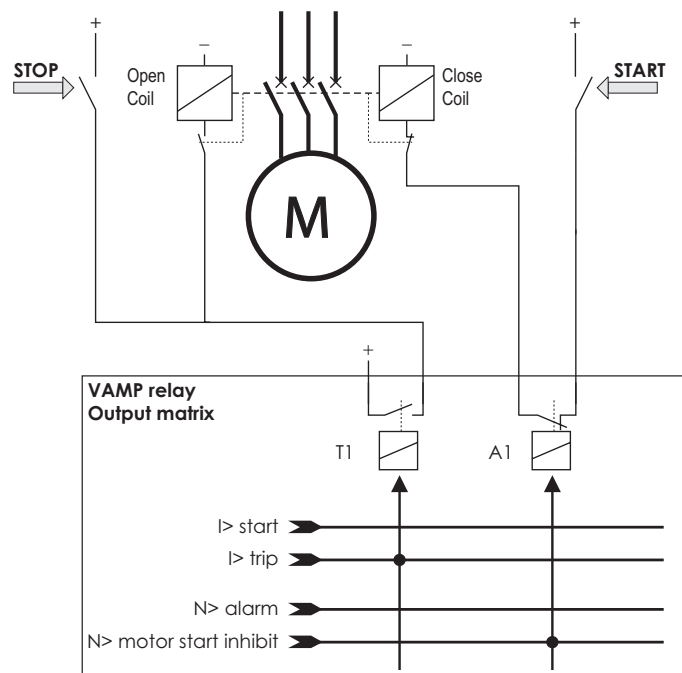 +
+
STOP
Open
Coil
−
−
Close
Coil
START
M
+
VAMP relay
Output matrix
T1
A1
I> start
I> trip
N> alarm
N> motor start inhibit